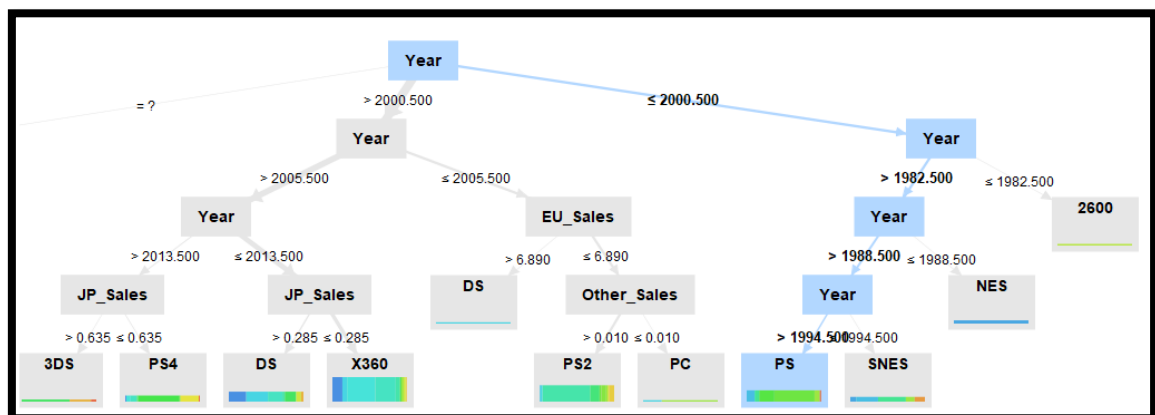 Year
= ?
> 2000.500
≤ 2000.500
Year
Year
> 2005.500
≤ 2005.500
> 1982.500
≤ 1982.500
Year
EU_Sales
Year
2600
> 2013.500
≤ 2013.500
> 6.890
≤ 6.890
> 1988.500
≤ 1988.500
JP_Sales
JP_Sales
DS
Other_Sales
Year
NES
> 0.635
≤ 0.635
> 0.285
≤ 0.285
> 0.010
≤ 0.010
> 1994.500
1994.500
3DS
PS4
DS
X360
PS2
PC
PS
SNES